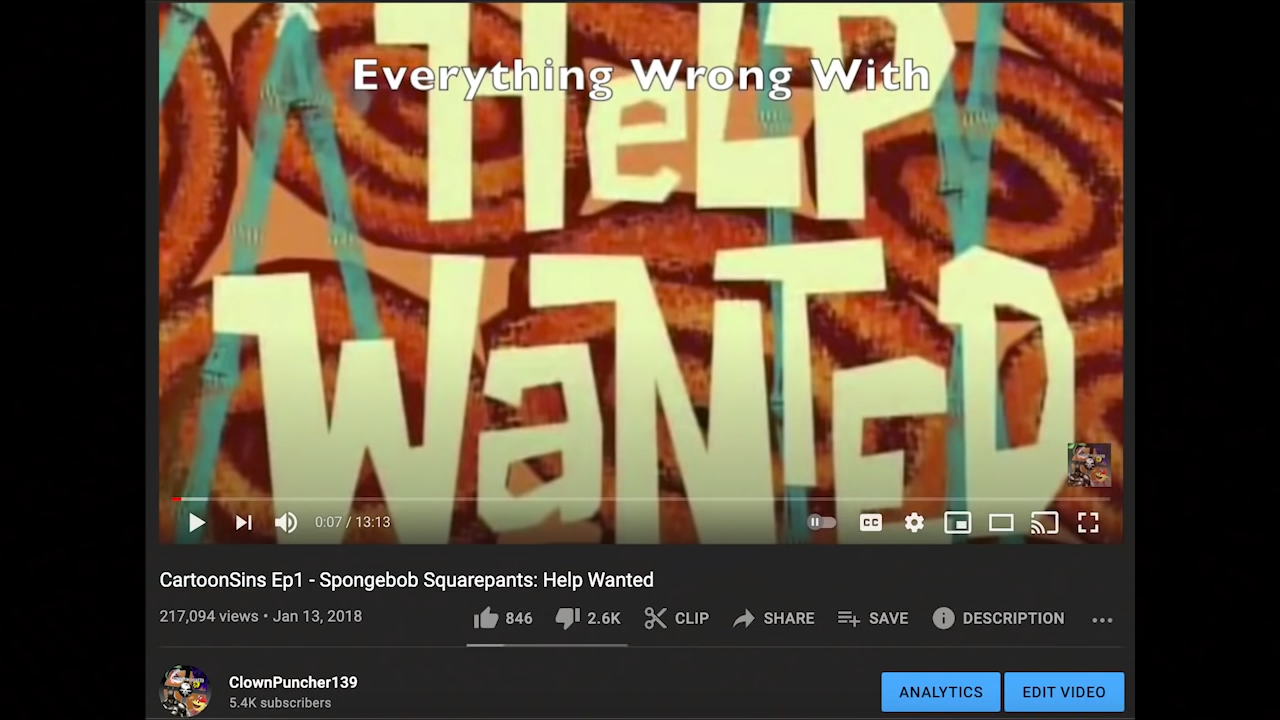 Everything Wrong With
HeLP
WaNTeD
0:07 / 13:13
CC
CartoonSins Ep1 - Spongebob Squarepants: Help Wanted
217,094 views • Jan 13, 2018
846
2.6K
CLIP
SHARE
SAVE
DESCRIPTION
ClownPuncher139
5.4K subscribers
ANALYTICS
EDIT VIDEO